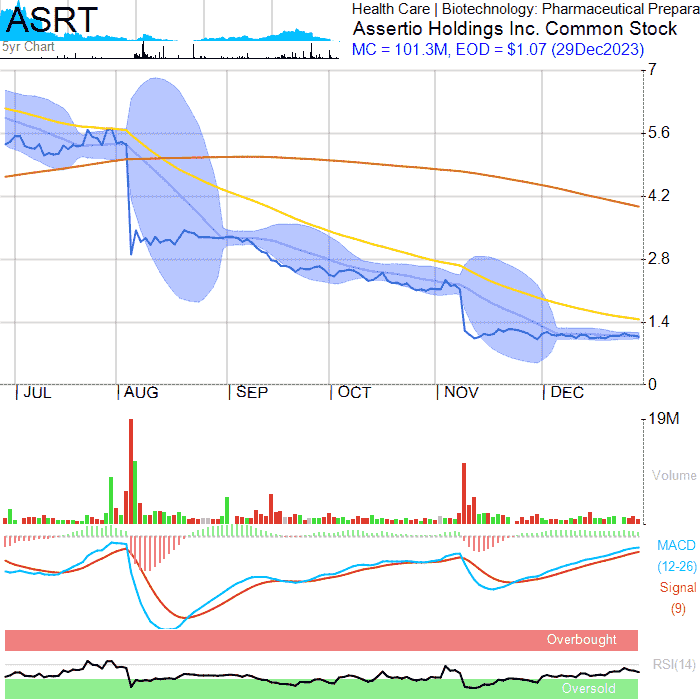 ASRT
5yr Chart
Health Care | Biotechnology: Pharmaceutical Prepara
Assertio Holdings Inc. Common Stock
MC = 101.3M, EOD = $1.07 (29Dec2023)
7
5.6
4.2
2.8
1.4
0
JUL AUG SEP OCT NOV DEC
19M
Volume
MACD
(12-26)
Signal
(9)
Overbought
RSI(14)
Oversold